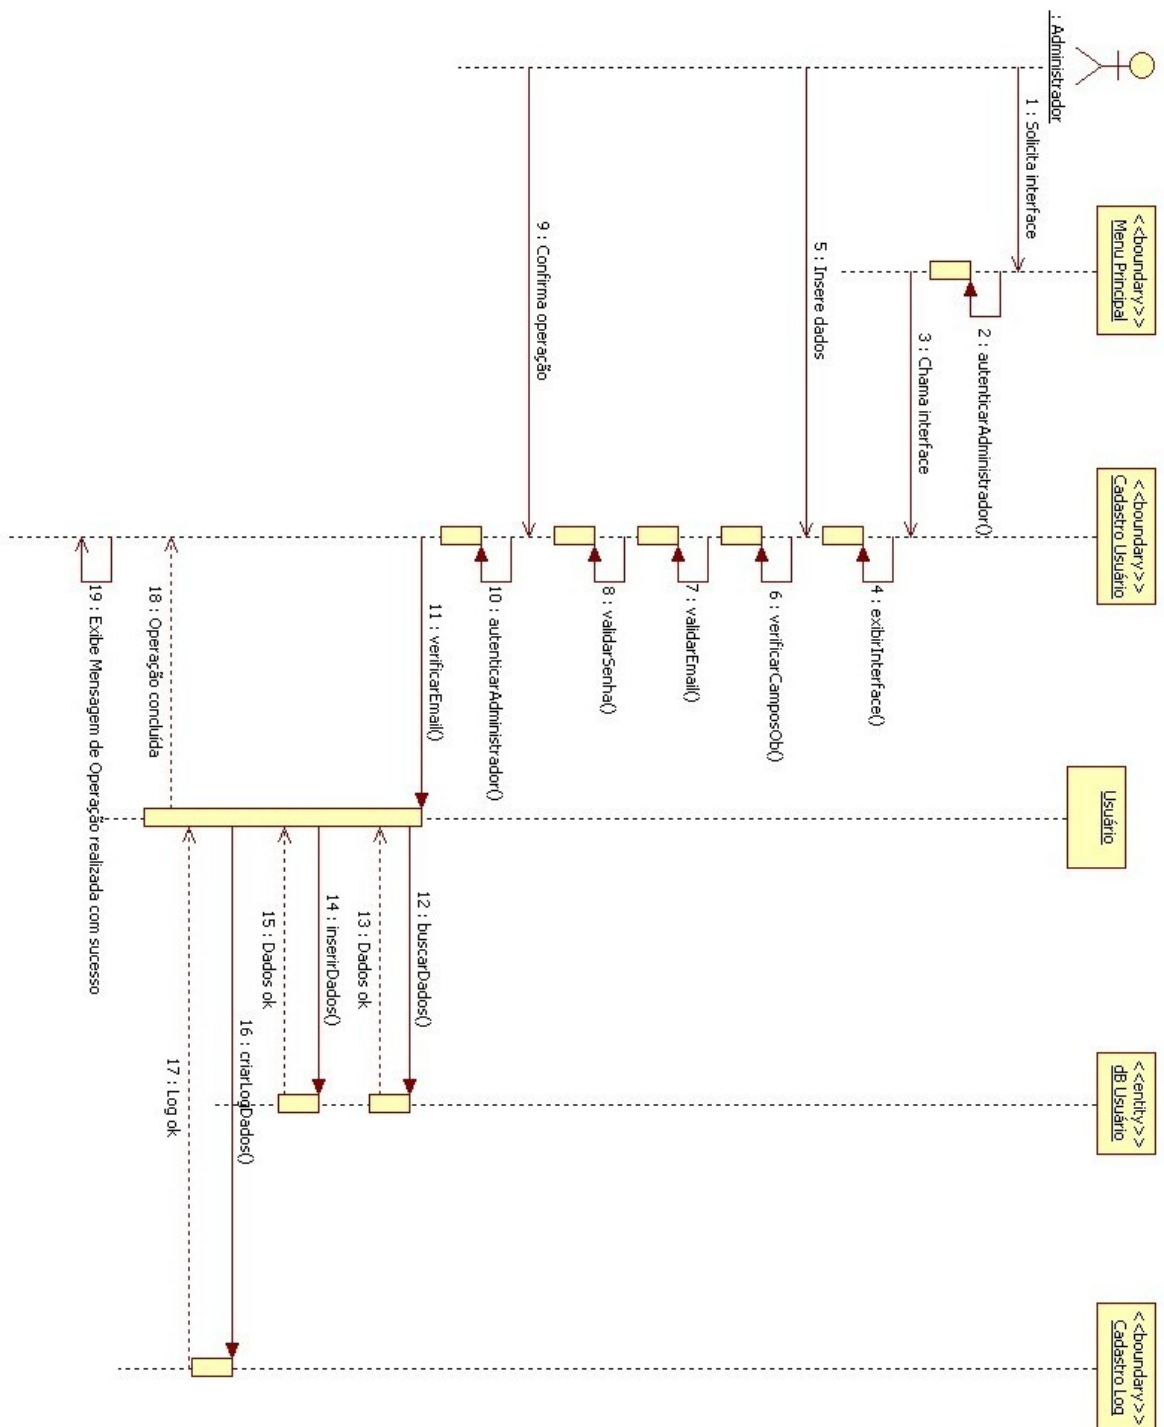 : Administrador
<<boundary>>
Menu Principal
<<boundary>>
Cadastro Usuário
Usuário
<<entity>>
dB Usuário
<<boundary>>
Cadastro Log
1 : Solicita interface
2 : autenticarAdministrador()
3 : Chama interface
4 : exibirInterface()
5 : Insere dados
6 : verificarCamposOb()
7 : validarEmail()
8 : validarSenha()
9 : Confirma operação
10 : autenticarAdministrador()
11 : verificarEmail()
12 : buscarDados()
13 : Dados ok
14 : inserirDados()
15 : Dados ok
16 : criarLogDados()
17 : Log ok
18 : Operação concluída
19 : Exibe Mensagem de Operação realizada com sucesso